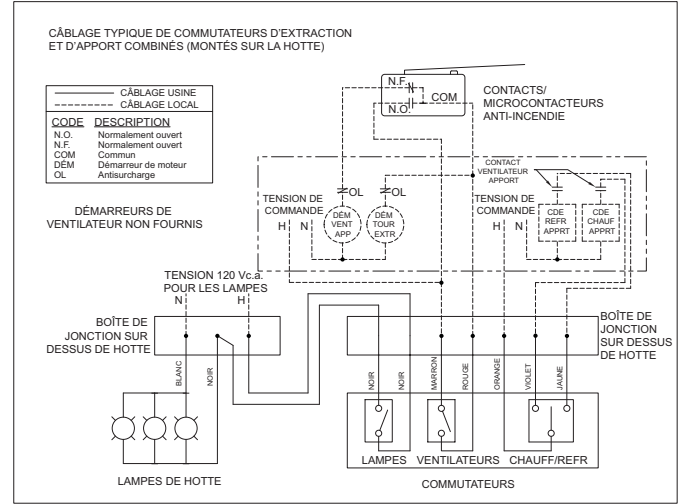 CÂBLAGE TYPIQUE DE COMMUTATEURS D'EXTRACTION
ET D'APPORT COMBINÉS (MONTÉS SUR LA HOTTE)
CÂBLAGE USINE
CÂBLAGE LOCAL
CODE DESCRIPTION
N.O. Normalement ouvert
N.F. Normalement ouvert
COM Commun
DÉM Démarreur de moteur
OL Antisurcharge
N.F.
COM
N.O.
CONTACTS/
MICROCONTACTEURS
ANTI-INCENDIE
DÉMARREURS DE
VENTILATEUR NON FOURNIS
CONTACT
VENTILATEUR
APPORT
OL
OL
TENSION DE
COMMANDE
H N
DÉM
VENT
APP
DÉM
TOUR
EXTR
TENSION DE
COMMANDE
H N
CDE
REFR
APPRT
CDE
CHAUF
APPRT
TENSION 120 Vc.a.
POUR LES LAMPES
N H
BOÎTE DE
JONCTION SUR
DESSUS DE HOTTE
BOÎTE DE
JONCTION
SUR DESSUS
DE HOTTE
BLANC
NOIR
NOIR
NOIR
MARRON
ROUGE
ORANGE
VIOLET
JAUNE
LAMPES VENTILATEURS CHAUFF/REFR
LAMPES DE HOTTE
COMMUTATEURS